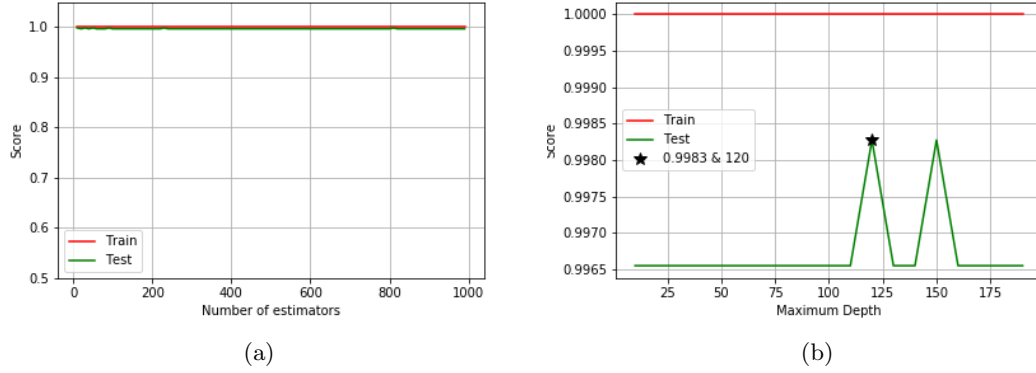 1.0
0.9
0.8
0.7
0.6
0.5
Score
Train
Test
0 200 400 600 800 1000
Number of estimators
(a)
1.0000
0.9995
0.9990
0.9985
0.9980
0.9975
0.9970
0.9965
Score
Train
Test
0.9983 & 120
25 50 75 100 125 150 175
Maximum Depth
(b)